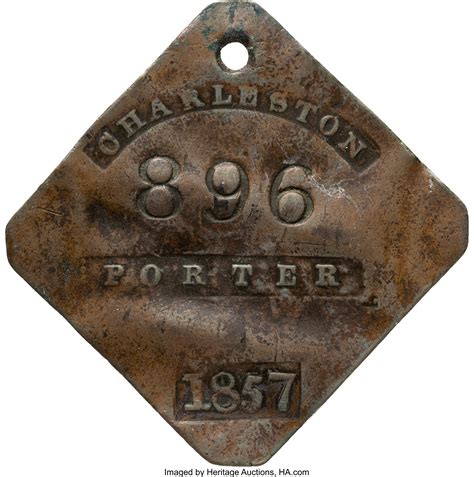 CHARLESTON
896
PORTER
1857
Imaged by Heritage Auctions, HA.com